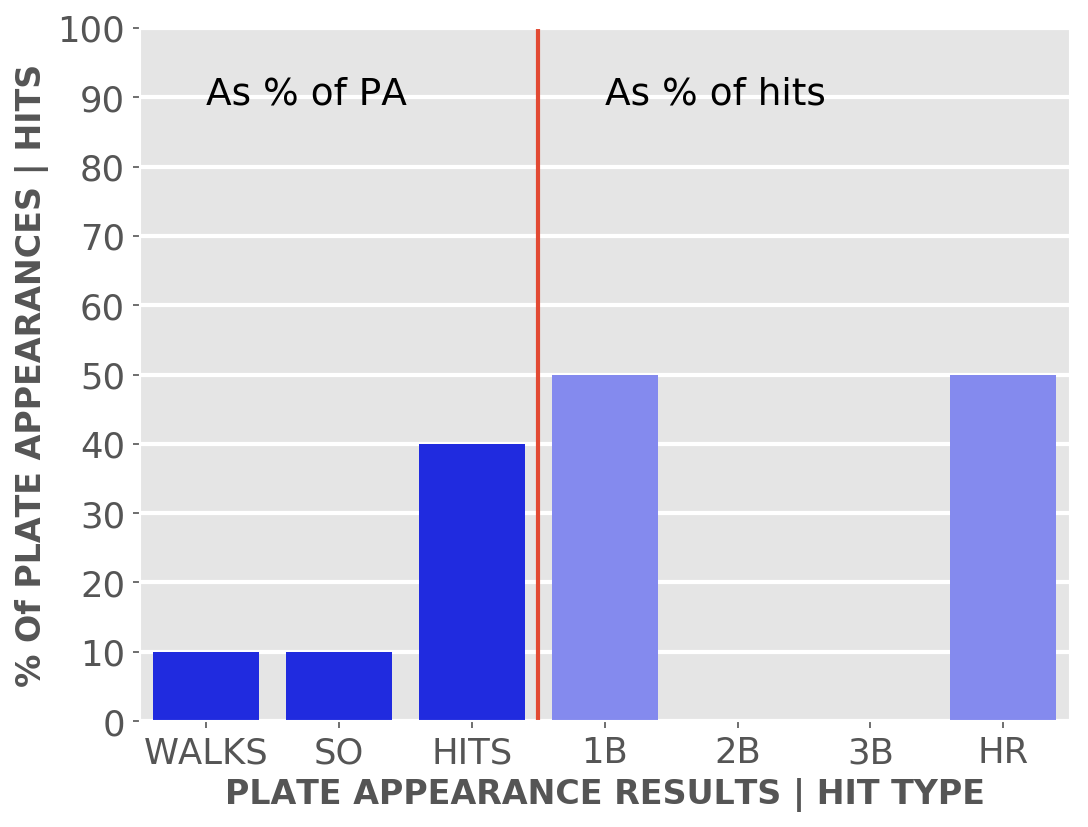 % Of PLATE APPEARANCES | HITS
100
90
80
70
60
50
40
30
20
10
0
As % of PA
As % of hits
WALKS SO HITS 1B 2B 3B HR
PLATE APPEARANCE RESULTS | HIT TYPE